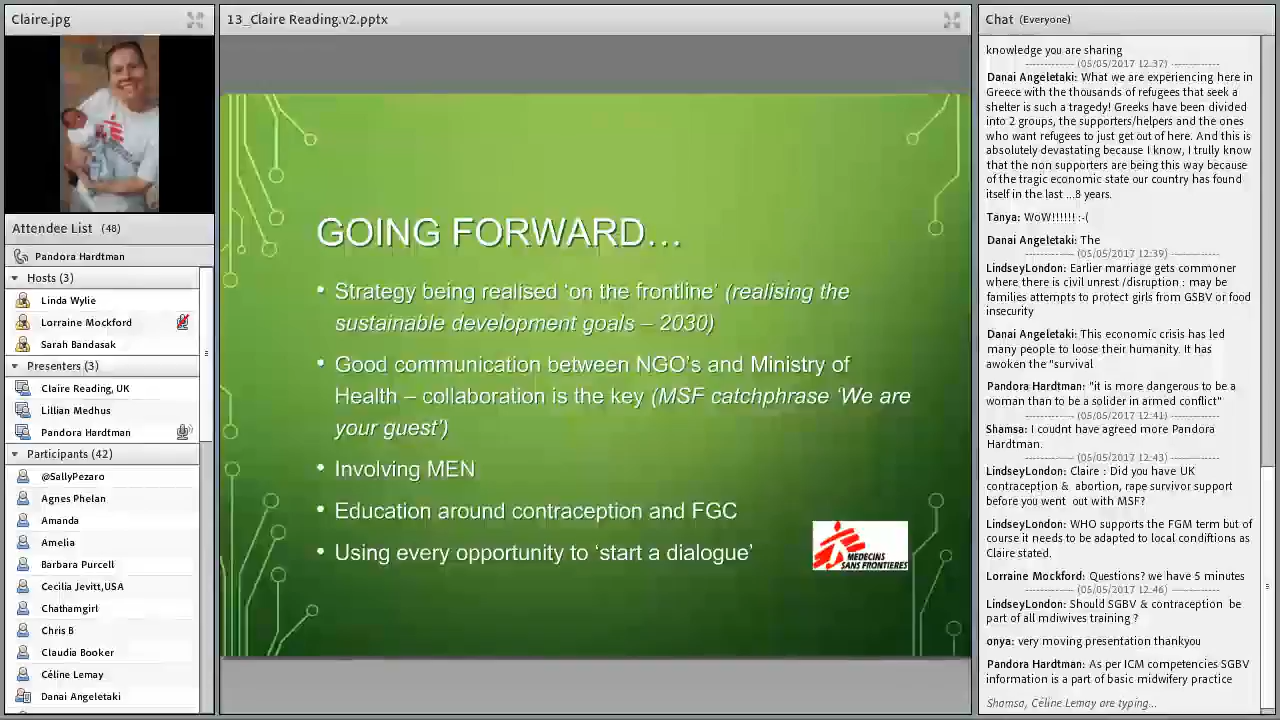 Claire.jpg
Attendee List (48)
Pandora Hardtman
Hosts (3)
Linda Wylie
Lorraine Mockford
Sarah Bandasak
Presenters (3)
Claire Reading, UK
Lillian Medhus
Pandora Hardtman
Participants (42)
@SallyPezaro
Agnes Phelan
Amanda
Amelia
Barbara Purcell
Cecilia Jevitt,USA
Chathamgirl
Chris B
Claudia Booker
Céline Lemay
Danai Angeletaki
13_Claire Reading.v2.pptx
GOING FORWARD...
• Strategy being realised ‘on the frontline’ (realising the
sustainable development goals – 2030)
• Good communication between NGO’s and Ministry of
Health – collaboration is the key (MSF catchphrase ‘We are
your guest’)
• Involving MEN
• Education around contraception and FGC
• Using every opportunity to ‘start a dialogue’
MEDECINS
SANS FRONTIERES
Chat (Everyone)
knowledge you are sharing
------------- (05/05/2017 12:37) -------------
Danai Angeletaki: What we are experiencing here in
Greece with the thousands of refugees that seek a
shelter is such a tragedy! Greeks have been divided
into 2 groups, the supporters/helpers and the ones
who want refugees to just get out of here. And this is
absolutely devastating because I know, I trully know
that the non supporters are being this way because
of the tragic economic state our country has found
itself in the last ...8 years.
Tanya: WoW!!!!!! :-(
Danai Angeletaki: The
------------- (05/05/2017 12:39) -------------
LindseyLondon: Earlier marriage gets commoner
where there is civil unrest /disruption : may be
families attempts to protect girls from GSBV or food
insecurity
Danai Angeletaki: This economic crisis has led
many people to loose their humanity. It has
awoken the "survival
Pandora Hardtman: "it is more dangerous to be a
woman than to be a solider in armed conflict"
------------- (05/05/2017 12:41) -------------
Shamsa: I coudnt have agreed more Pandora
Hardtman.
------------- (05/05/2017 12:43) -------------
LindseyLondon: Claire : Did you have UK
contraception & abortion, rape survivor support
before you went out with MSF?
LindseyLondon: WHO supports the FGM term but of
course it needs to be adapted to local condiftions as
Claire stated.
Lorraine Mockford: Questions? we have 5 minutes
------------- (05/05/2017 12:46) -------------
LindseyLondon: Should SGBV & contraception be
part of all mdiwives training ?
ønya: very moving presentation thankyou
Pandora Hardtman: As per ICM competencies SGBV
information is a part of basic midwifery practice
Shamsa, Céline Lemay are typing...